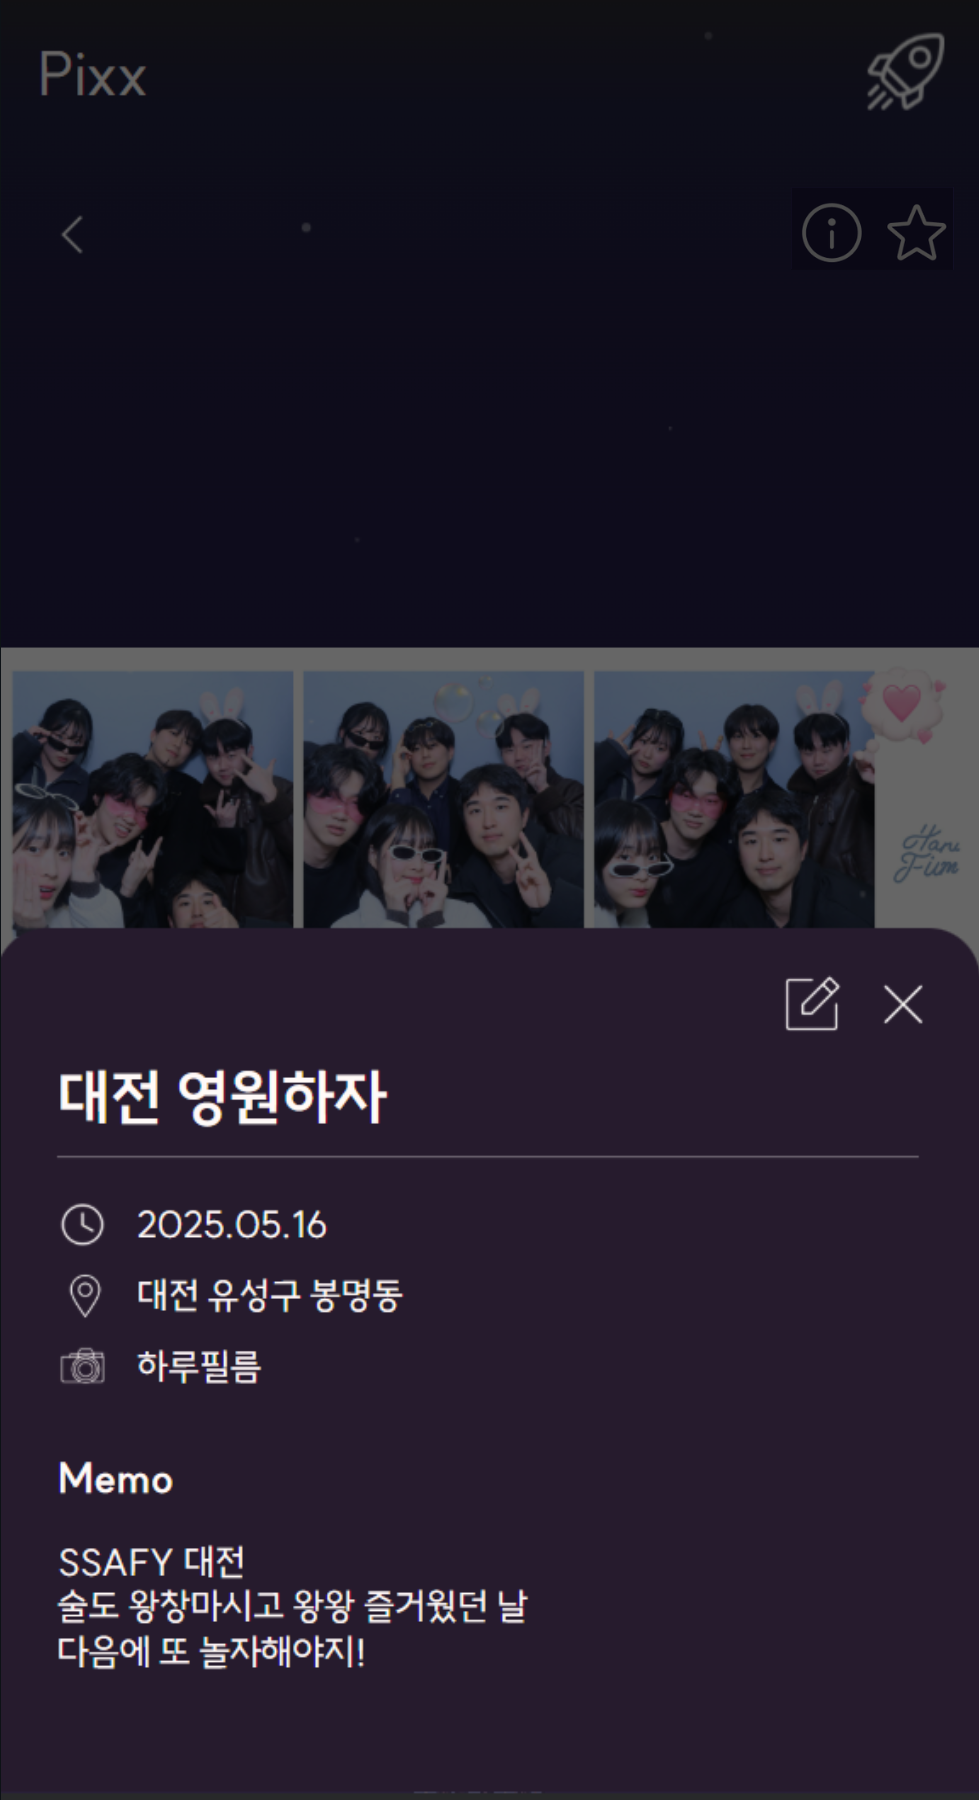 Pixx
Haru
Film
대전 영원하자
2025.05.16
대전 유성구 봉명동
하루필름
Memo
SSAFY 대전
술도 왕창마시고 왕왕 즐거웠던 날
다음에 또 놀자해야지!